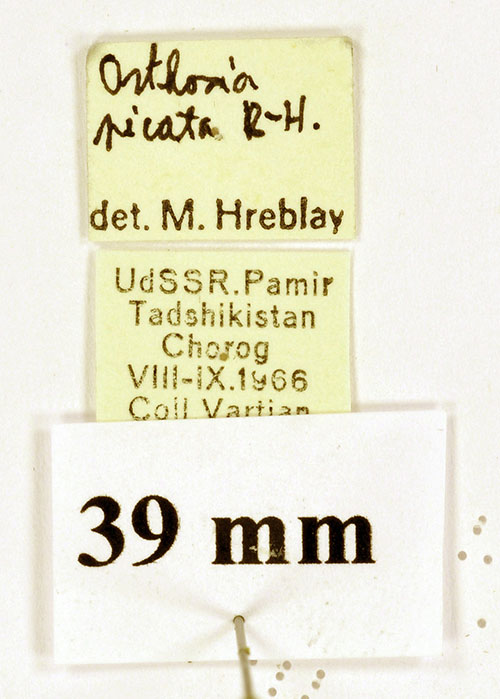 Orthosia
picata B-H.
det. M. Hreblay
UdSSR.Pamir
Tadshikistan
Chorog
VIII-IX.1966
Coll Vartian
39 mm